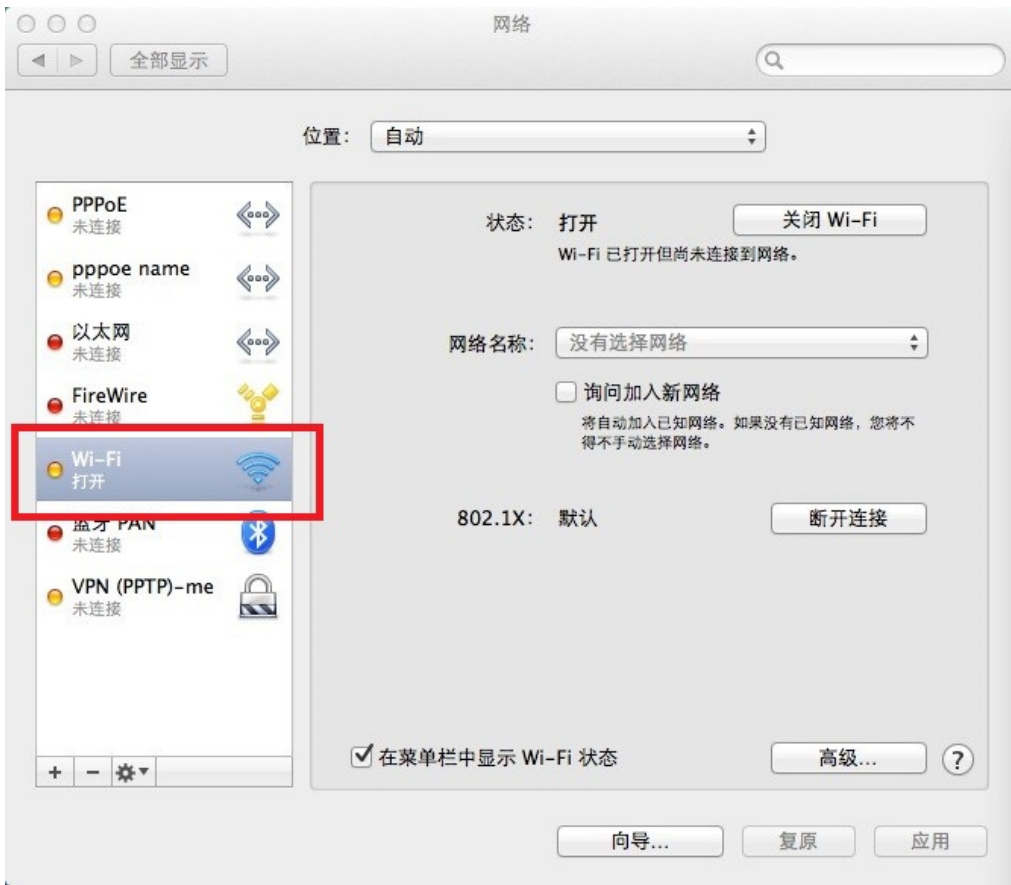 网络
全部显示
位置: 自动
PPPoE
未连接
pppoe name
未连接
以太网
未连接
FireWire
未连接
Wi-Fi
打开
蓝牙 PAN
未连接
VPN (PPTP)-me
未连接
状态: 打开 关闭 Wi-Fi
Wi-Fi 已打开但尚未连接到网络。
网络名称: 没有选择网络
询问加入新网络
将自动加入已知网络。如果没有已知网络，您将不
得不手动选择网络。
802.1X: 默认 断开连接
在菜单栏中显示 Wi-Fi 状态 高级... ?
向导... 复原 应用